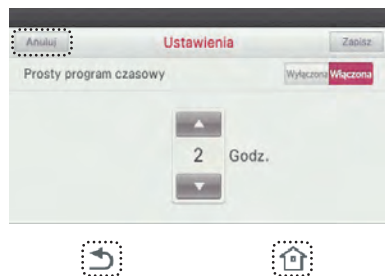 Anuluj Ustawienia Zapisz
Prosty program czasowy Wyłączona Włączona
2 Godz.